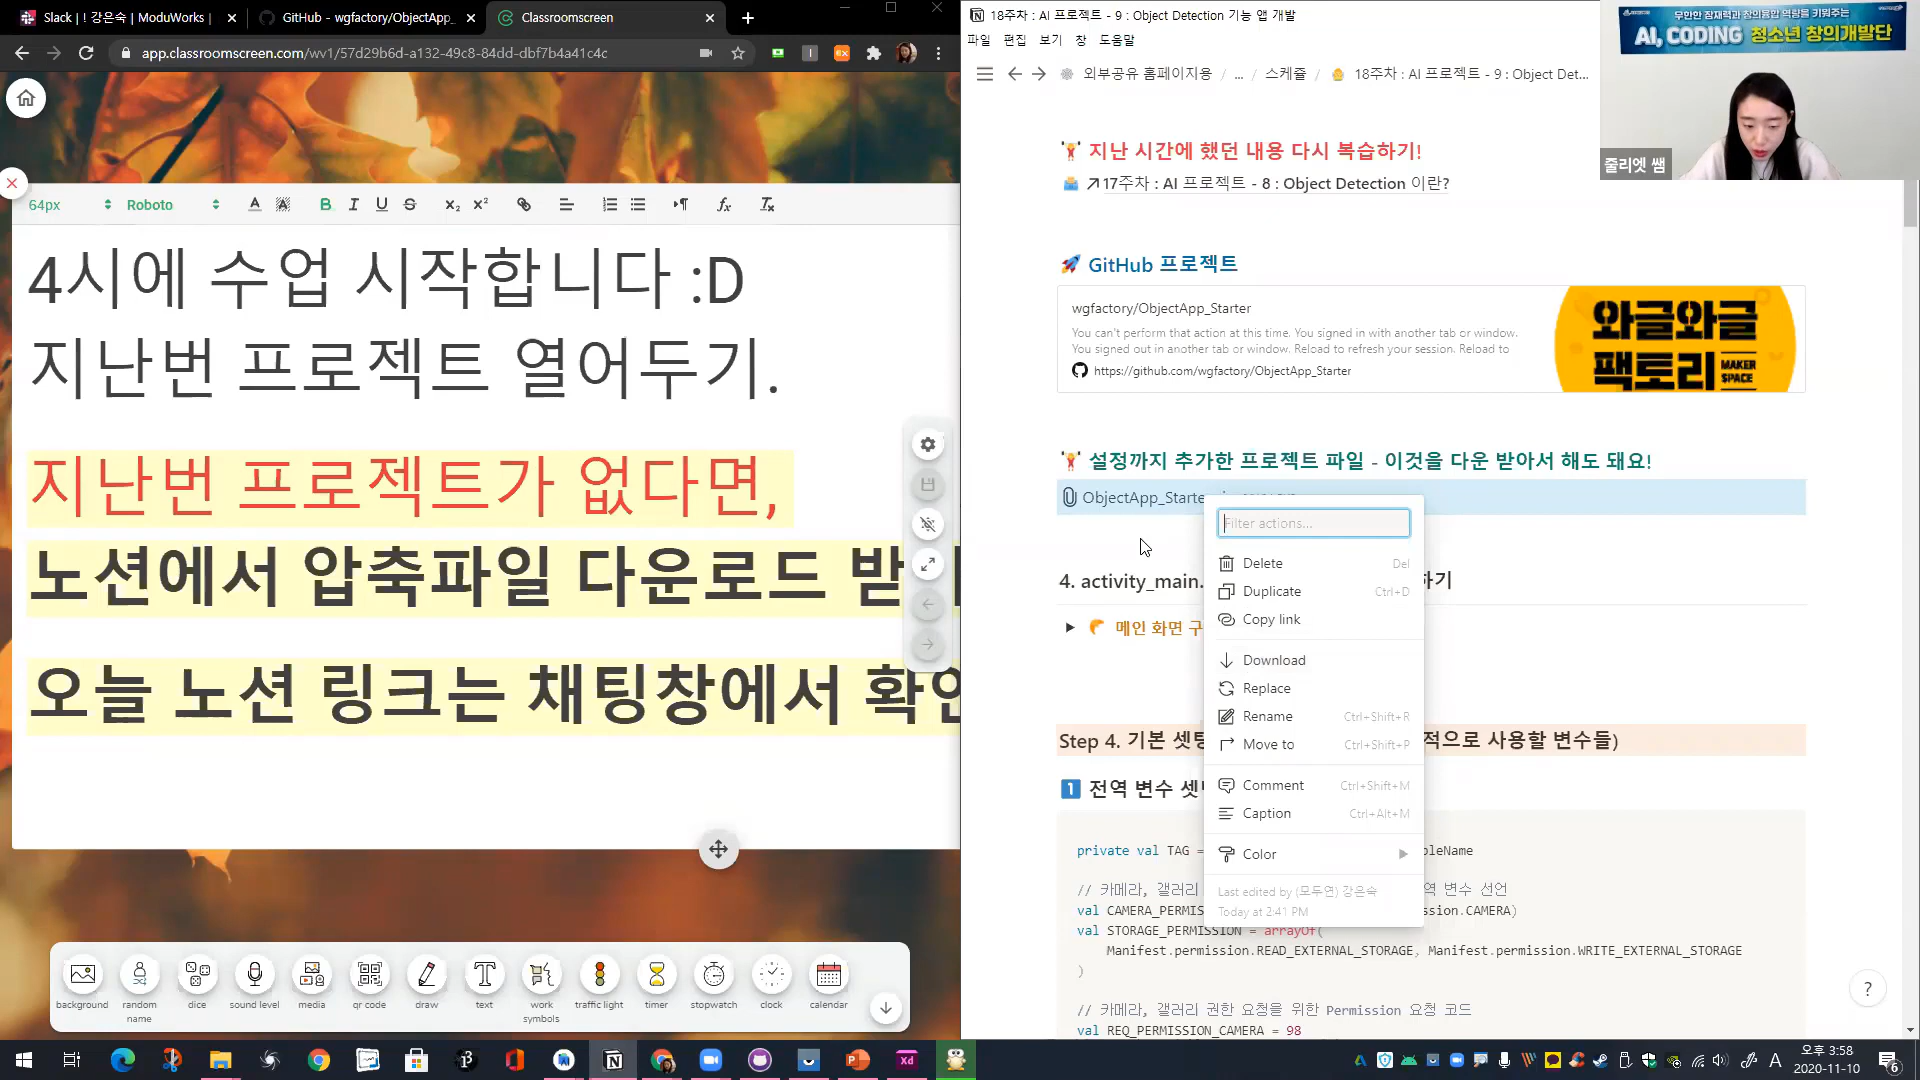 Slack | ! 강은숙 | ModuWorks |
GitHub - wgfactory/ObjectApp_
Classroomscreen
app.classroomscreen.com/wv1/57d29b6d-a132-49c8-84dd-dbf7b4a41c4c
64px
Roboto
4시에 수업 시작합니다 :D
지난번 프로젝트 열어두기.
지난번 프로젝트가 없다면,
노션에서 압축파일 다운로드 받
오늘 노션 링크는 채팅창에서 확인
background
random name
dice
sound level
media
qr code
draw
text
work symbols
traffic light
timer
stopwatch
clock
calendar
18주차 : AI 프로젝트 - 9 : Object Detection 기능 앱 개발
파일 편집 보기 창 도움말
외부공유 홈페이지용 / ... / 스케줄 / 18주차 : AI 프로젝트 - 9 : Object Det...
무한한 잠재력과 창의융합 역량을 키워주는
AI, CODING 청소년 창의개발단
줄리엣 쌤
지난 시간에 했던 내용 다시 복습하기!
17주차 : AI 프로젝트 - 8 : Object Detection 이란?
GitHub 프로젝트
wgfactory/ObjectApp_Starter
You can't perform that action at this time. You signed in with another tab or window.
You signed out in another tab or window. Reload to refresh your session. Reload to
https://github.com/wgfactory/ObjectApp_Starter
와글와글
팩토리 MAKER SPACE
설정까지 추가한 프로젝트 파일 - 이것을 다운 받아서 해도 돼요!
ObjectApp_Starte
Filter actions...
Delete Del
Duplicate Ctrl+D
Copy link
Download
Replace
Rename Ctrl+Shift+R
Move to Ctrl+Shift+P
Comment Ctrl+Shift+M
Caption Ctrl+Alt+M
Color
Last edited by (모두연) 강은숙
Today at 2:41 PM
4. activity_main. 하기
메인 화면 구
Step 4. 기본 셋팅 적으로 사용할 변수들)
1 전역 변수 셋
private val TAG = pleName
// 카메라, 갤러리 역 변수 선언
val CAMERA_PERMIS ssion.CAMERA)
val STORAGE_PERMISSION = arrayOf(
Manifest.permission.READ_EXTERNAL_STORAGE, Manifest.permission.WRITE_EXTERNAL_STORAGE
)
// 카메라, 갤러리 권한 요청을 위한 Permission 요청 코드
val REQ_PERMISSION_CAMERA = 98
?
A
오후 3:58
2020-11-10
6